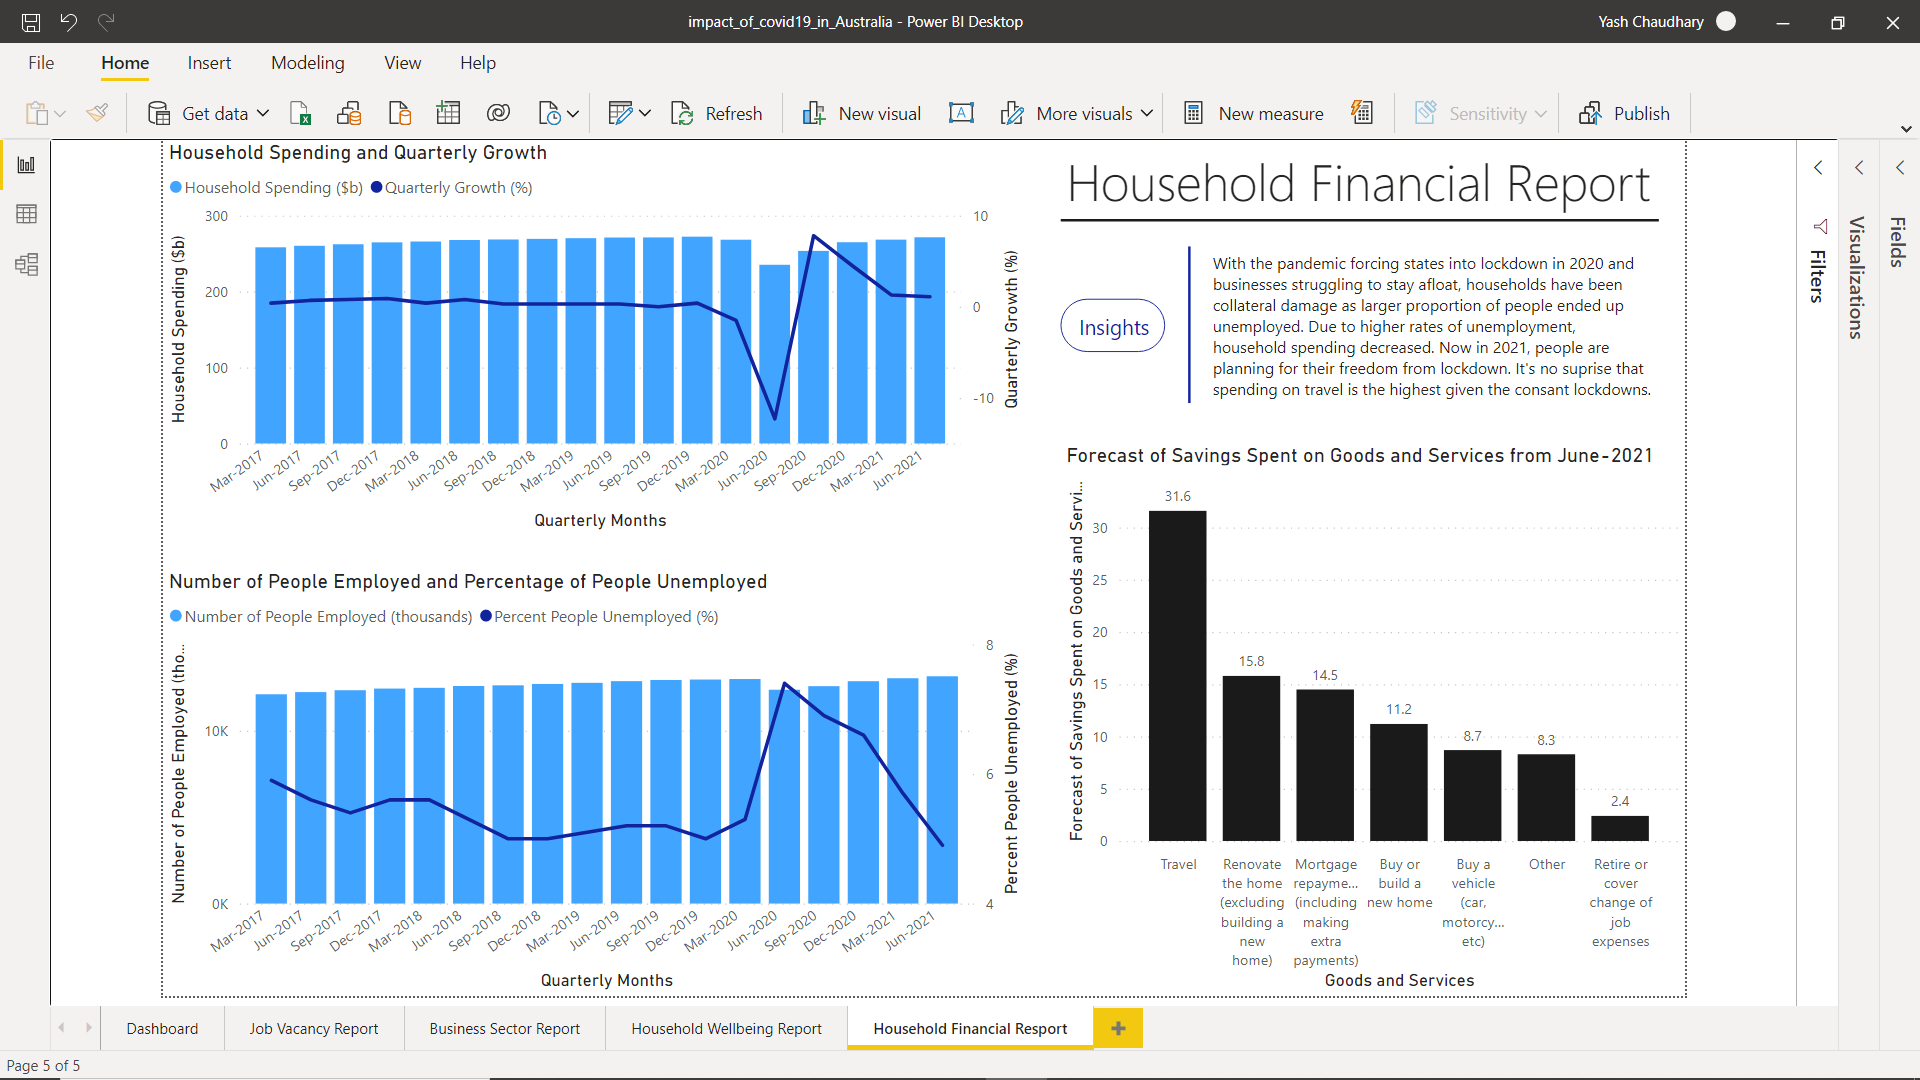 impact_of_covid19_in_Australia - Power BI Desktop
Yash Chaudhary
File Home Insert Modeling View Help
Get data Refresh New visual More visuals New measure Sensitivity Publish
Household Spending and Quarterly Growth
Household Spending ($b) Quarterly Growth (%)
Household Spending ($b)
300
200
100
0
10
0
-10
Quarterly Growth (%)
Mar-2017 Jun-2017 Sep-2017 Dec-2017 Mar-2018 Jun-2018 Sep-2018 Dec-2018 Mar-2019 Jun-2019 Sep-2019 Dec-2019 Mar-2020 Jun-2020 Sep-2020 Dec-2020 Mar-2021 Jun-2021
Quarterly Months
Number of People Employed and Percentage of People Unemployed
Number of People Employed (thousands) Percent People Unemployed (%)
Number of People Employed (tho...
10K
0K
8
6
4
Percent People Unemployed (%)
Mar-2017 Jun-2017 Sep-2017 Dec-2017 Mar-2018 Jun-2018 Sep-2018 Dec-2018 Mar-2019 Jun-2019 Sep-2019 Dec-2019 Mar-2020 Jun-2020 Sep-2020 Dec-2020 Mar-2021 Jun-2021
Quarterly Months
Household Financial Report
Insights
With the pandemic forcing states into lockdown in 2020 and
businesses struggling to stay afloat, households have been
collateral damage as larger proportion of people ended up
unemployed. Due to higher rates of unemployment,
household spending decreased. Now in 2021, people are
planning for their freedom from lockdown. It's no suprise that
spending on travel is the highest given the consant lockdowns.
Forecast of Savings Spent on Goods and Services from June-2021
Forecast of Savings Spent on Goods and Servi...
30
25
20
15
10
5
0
31.6
15.8
14.5
11.2
8.7
8.3
2.4
Travel
Renovate
the home
(excluding
building a
new
home)
Mortgage
repayme...
(including
making
extra
payments)
Buy or
build a
new home
Buy a
vehicle
(car,
motorcy...
etc)
Other
Retire or
cover
change of
job
expenses
Goods and Services
Filters
Visualizations
Fields
Dashboard Job Vacancy Report Business Sector Report Household Wellbeing Report Household Financial Resport
Page 5 of 5